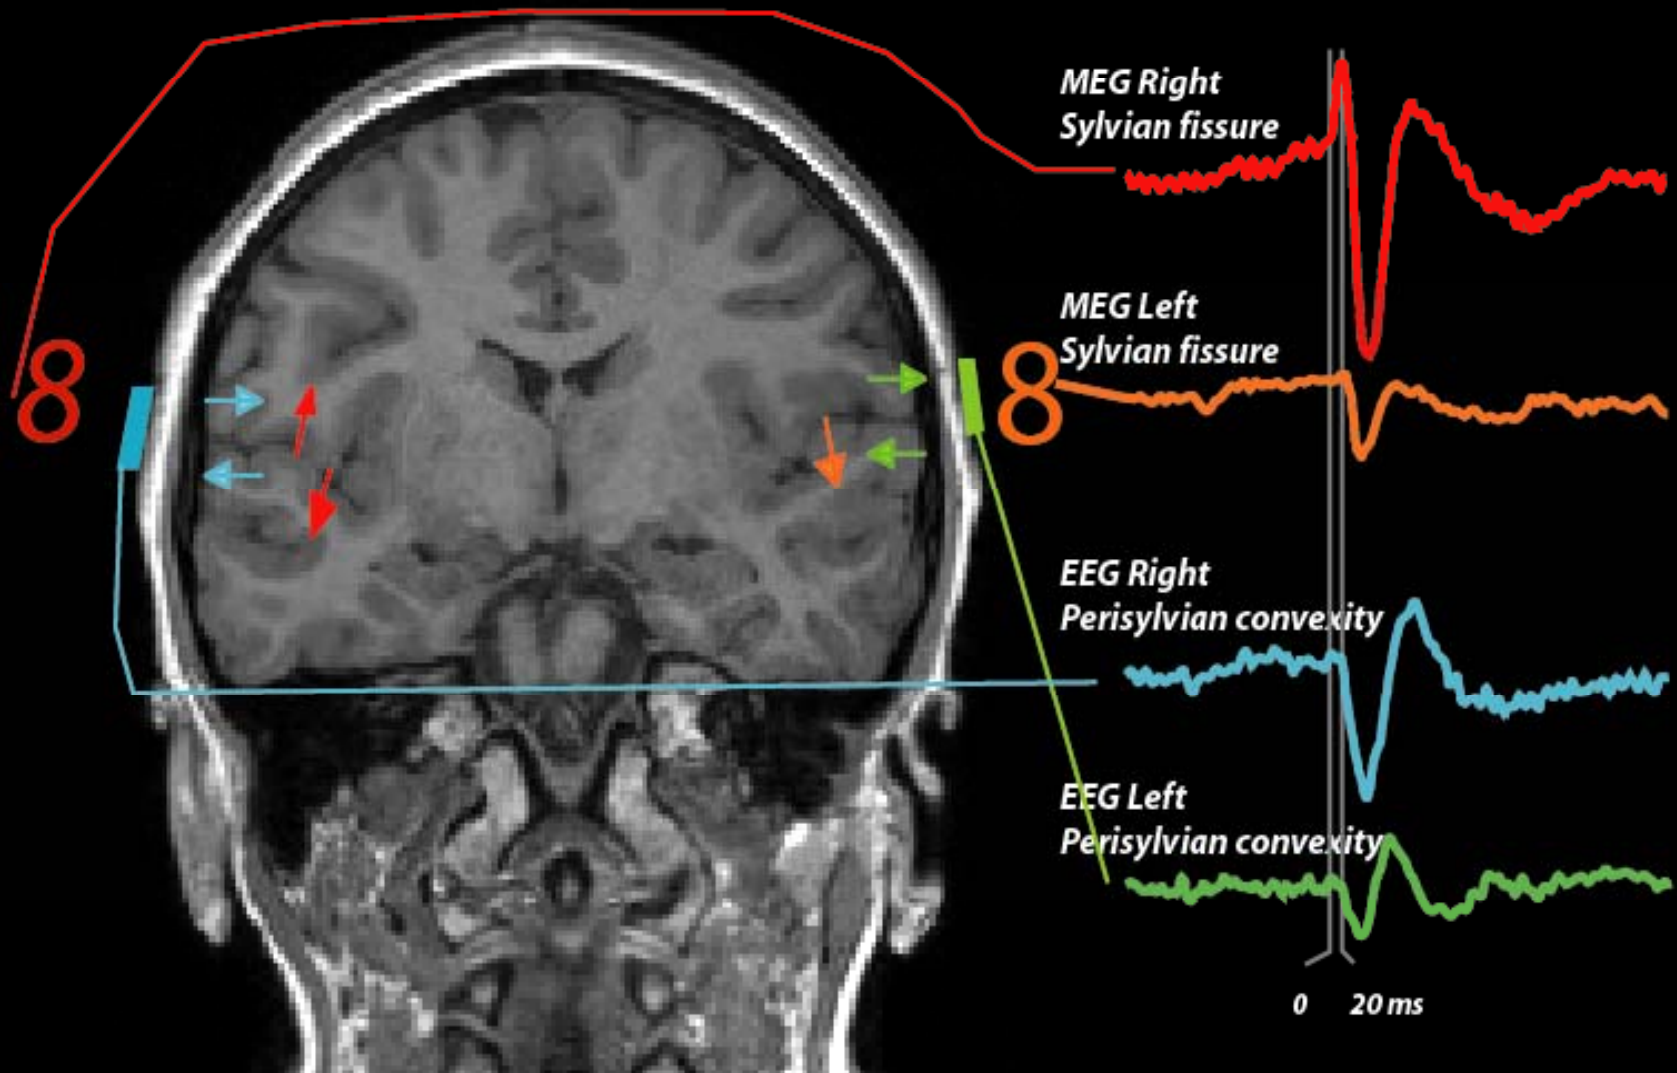 MEG Right
Sylvian fissure
MEG Left
Sylvian fissure
EEG Right
Perisylvian convexity
EEG Left
Perisylvian convexity
0 20 ms